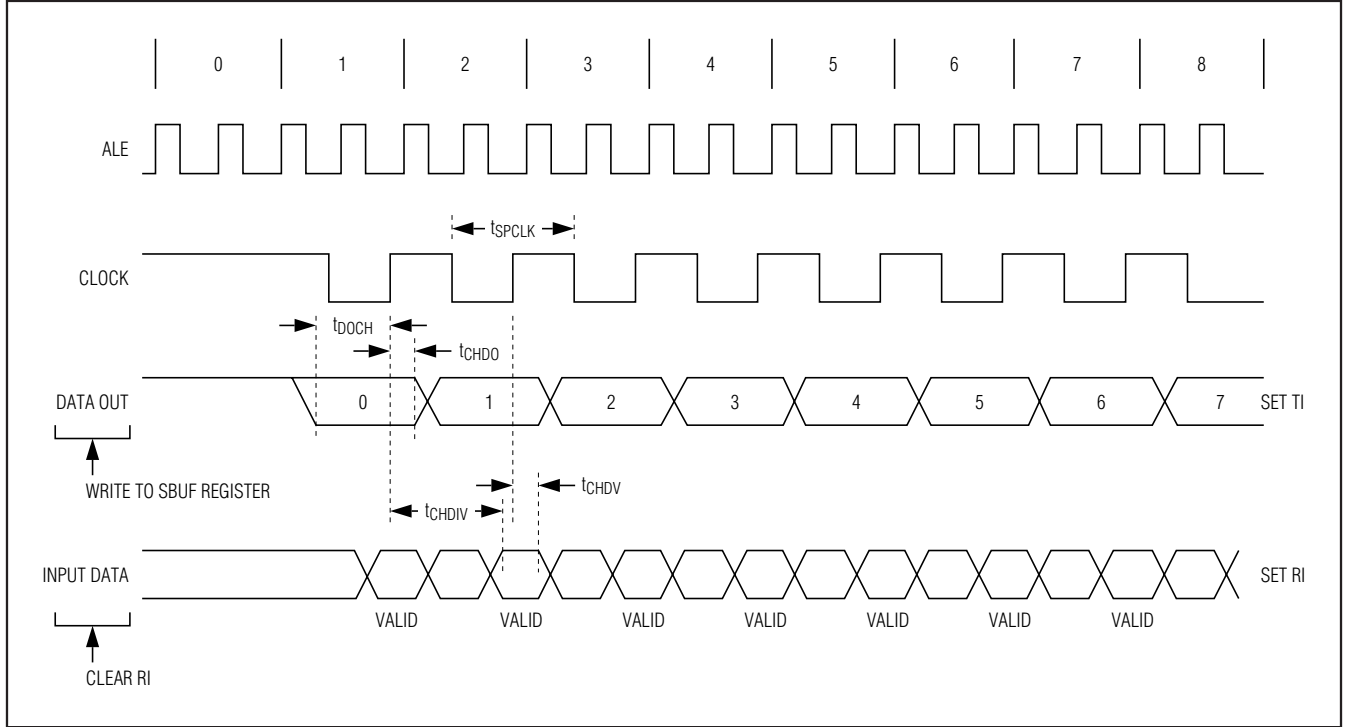 0 1 2 3 4 5 6 7 8
ALE
tSPCLK
CLOCK
tDOCH
tCHDO
DATA OUT 0 1 2 3 4 5 6 7 SET TI
WRITE TO SBUF REGISTER
tCHDV
tCHDIV
INPUT DATA SET RI
VALID VALID VALID VALID VALID VALID VALID
CLEAR RI